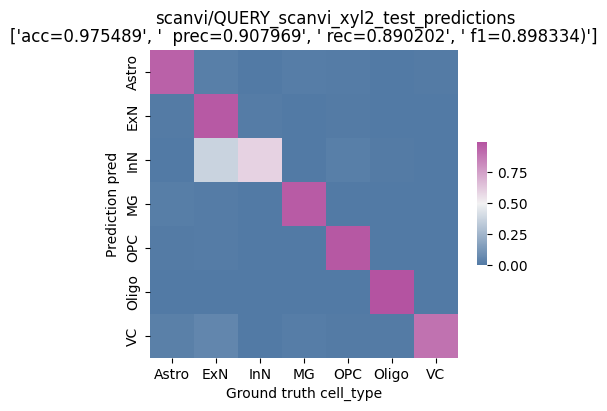 scanvi/QUERY_scanvi_xyl2_test_predictions
['acc=0.975489', '  prec=0.907969', ' rec=0.890202', ' f1=0.898334)']
Prediction pred
Astro
ExN
InN
MG
OPC
Oligo
VC
0.75
0.50
0.25
0.00
Astro ExN InN MG OPC Oligo VC
Ground truth cell_type